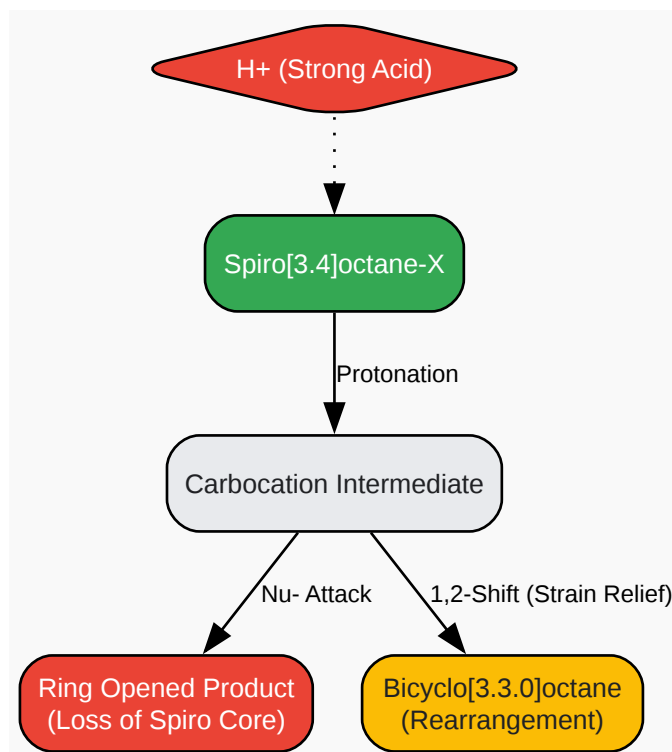 H+ (Strong Acid)
Spiro[3.4]octane-X
Protonation
Carbocation Intermediate
Nu- Attack
1,2-Shift (Strain Relief)
Ring Opened Product
(Loss of Spiro Core)
Bicyclo[3.3.0]octane
(Rearrangement)